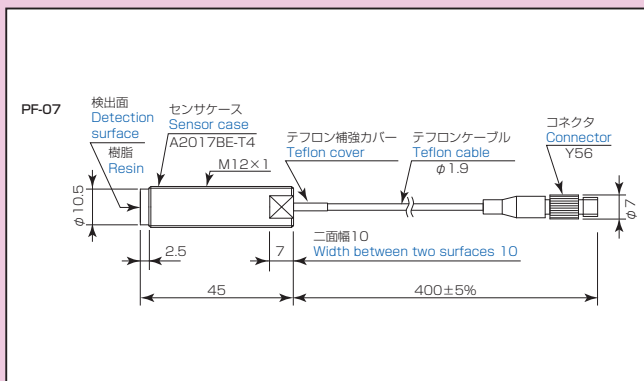 PF-07
検出面
Detection
surface
樹脂
Resin
センサケース
Sensor case
A2017BE-T4
M12×1
テフロン補強カバー
Teflon cover
テフロンケーブル
Teflon cable
φ1.9
コネクタ
Connector
Y56
φ10.5
φ7
2.5
7
二面幅10
Width between two surfaces 10
45
400±5%